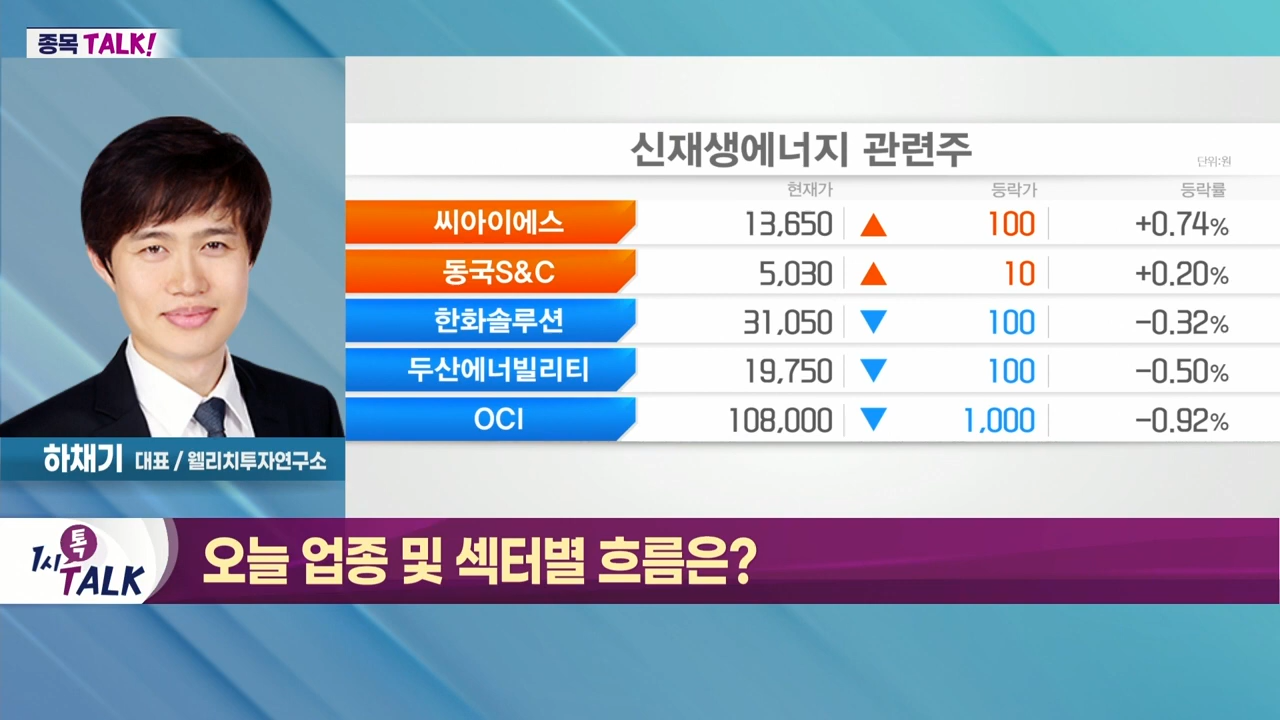 종목 TALK!
신재생에너지 관련주
단위:원
현재가 등락가 등락률
씨아이에스 13,650 ▲ 100 +0.74%
동국S&C 5,030 ▲ 10 +0.20%
한화솔루션 31,050 ▼ 100 -0.32%
두산에너빌리티 19,750 ▼ 100 -0.50%
OCI 108,000 ▼ 1,000 -0.92%
하채기 대표 / 웰리치투자연구소
1시 톡 TALK
오늘 업종 및 섹터별 흐름은?